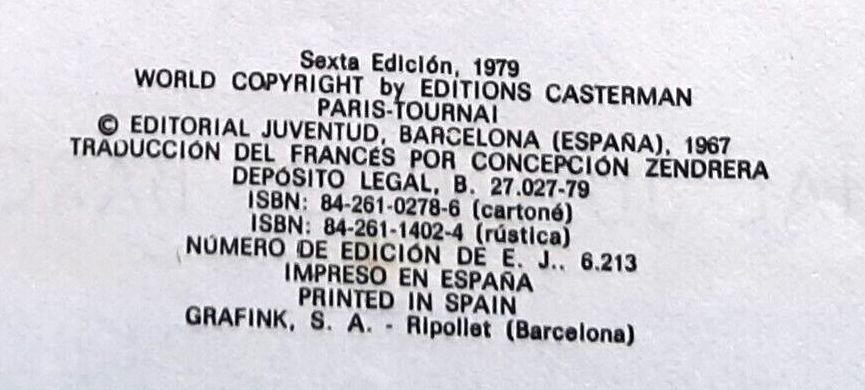 Sexta Edición, 1979
WORLD COPYRIGHT by EDITIONS CASTERMAN
PARIS-TOURNAI
© EDITORIAL JUVENTUD, BARCELONA (ESPAÑA), 1967
TRADUCCIÓN DEL FRANCÉS POR CONCEPCIÓN ZENDRERA
DEPÓSITO LEGAL, B. 27.027-79
ISBN: 84-261-0278-6 (cartoné)
ISBN: 84-261-1402-4 (rústica)
NÚMERO DE EDICIÓN DE E. J.. 6.213
IMPRESO EN ESPAÑA
PRINTED IN SPAIN
GRAFINK, S. A. - Ripollet (Barcelona)